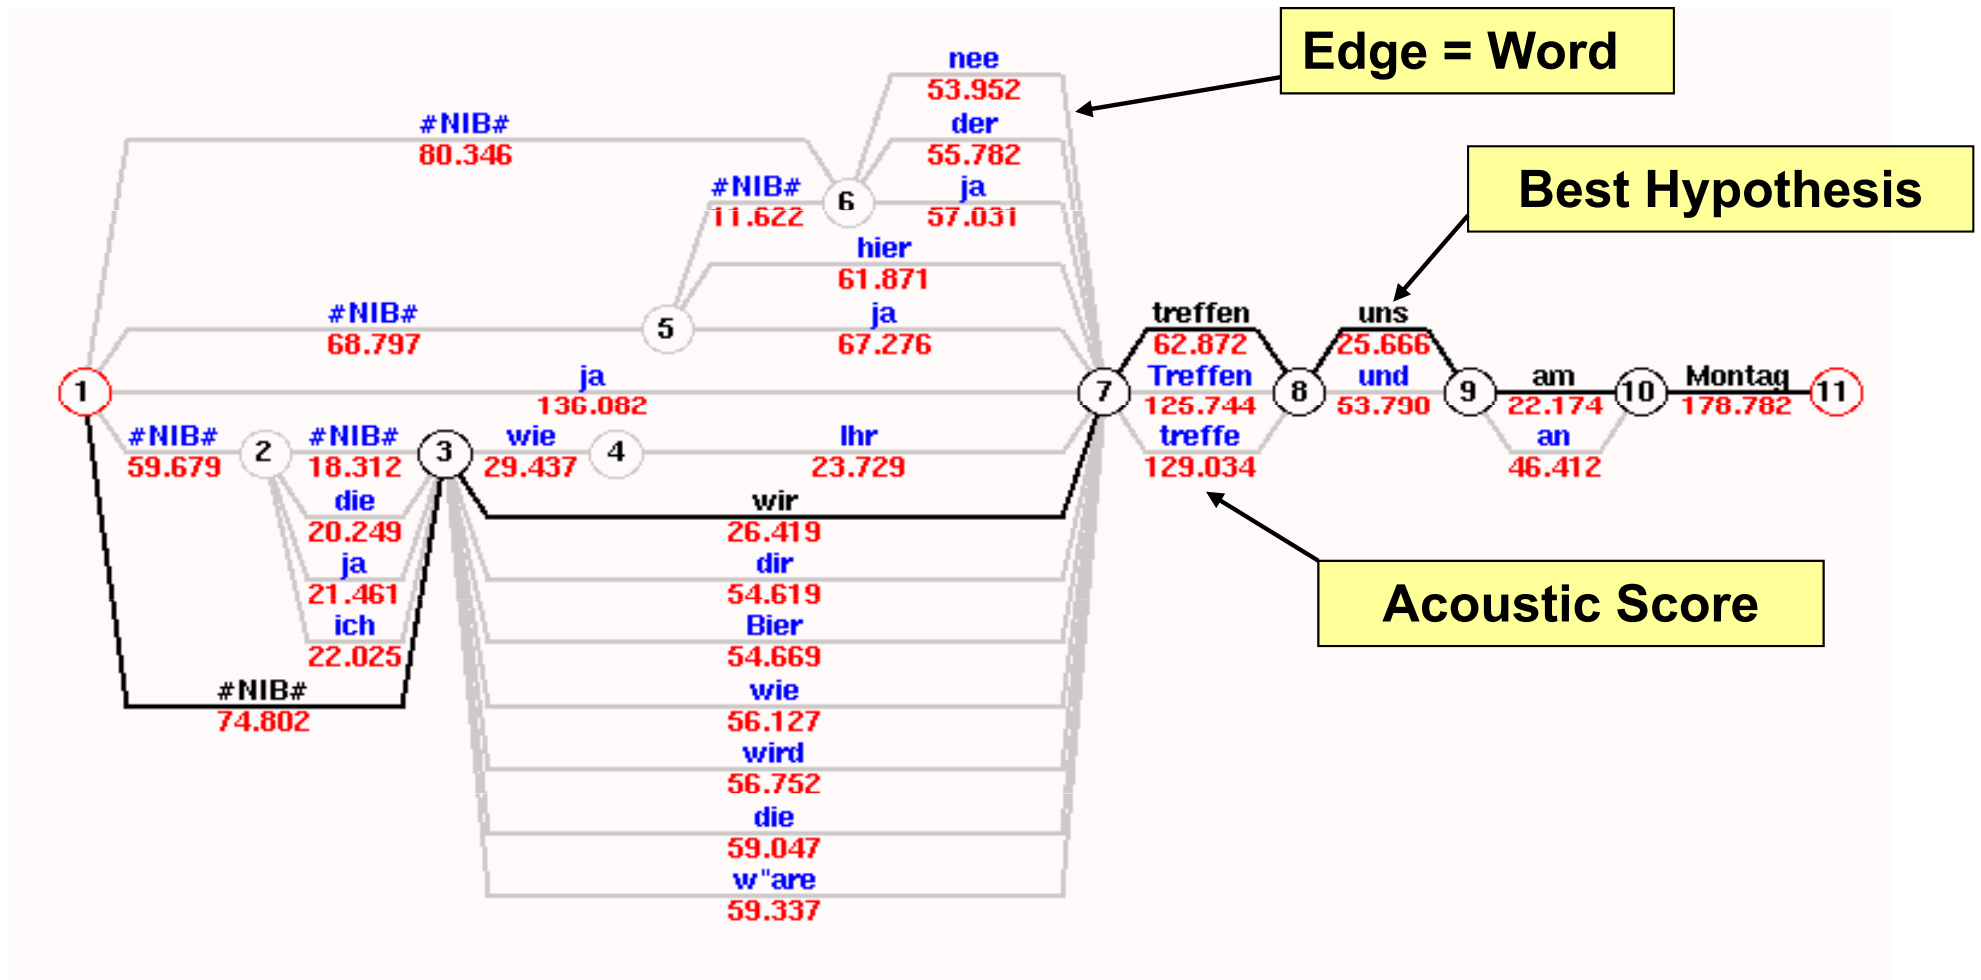 Edge = Word
nee
53.952
#NIB#
80.346
der
55.782
Best Hypothesis
#NIB#
11.622
6
ja
57.031
hier
61.871
#NIB#
68.797
5
ja
67.276
treffen
62.872
uns
25.666
1
ja
136.082
7
Treffen
125.744
8
und
53.790
9
am
22.174
10
Montag
178.782
11
#NIB#
59.679
2
#NIB#
18.312
3
wie
29.437
4
Ihr
23.729
treffe
129.034
an
46.412
die
20.249
wir
26.419
ja
21.461
dir
54.619
Acoustic Score
ich
22.025
Bier
54.669
#NIB#
74.802
wie
56.127
wird
56.752
die
59.047
w"are
59.337